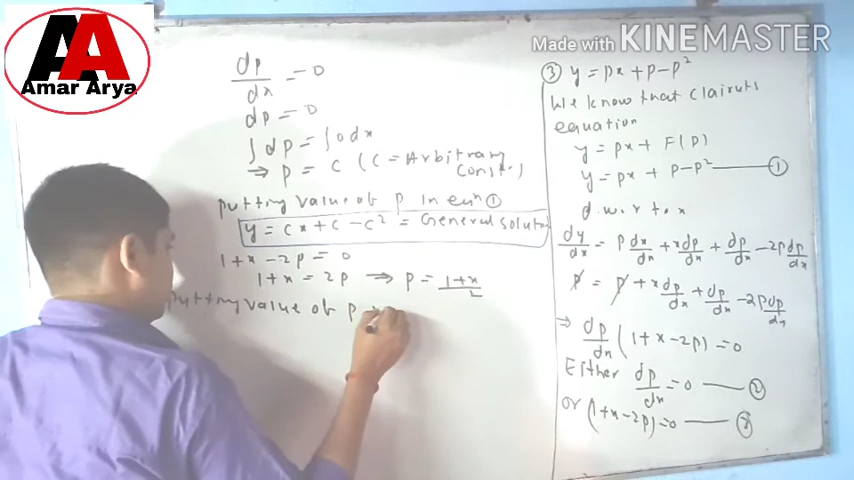 AA
Amar Arya
Made with KINEMASTER
dp/dx = 0
dp = 0
∫dp = ∫0 dx
⇒ p = c (c = Arbitrary Const.)
putting value of p in eqn ①
y = cx + c - c² = General solution
1+x-2p = 0
1+x = 2p ⇒ p = 1+x/2
putting value of p
③ y = px + p - p²
We know that clairuts
equation
y = px + F(p)
y = px + p-p² ——— ①
d.w.r to x
dy/dx = p dx/dx + x dp/dx + dp/dx - 2p dp/dx
p = p + x dp/dx + dp/dx - 2p dp/dx
⇒ dp/dx (1+x-2p) = 0
Either dp/dx = 0 ——— ②
or (1+x-2p) = 0 ——— ③